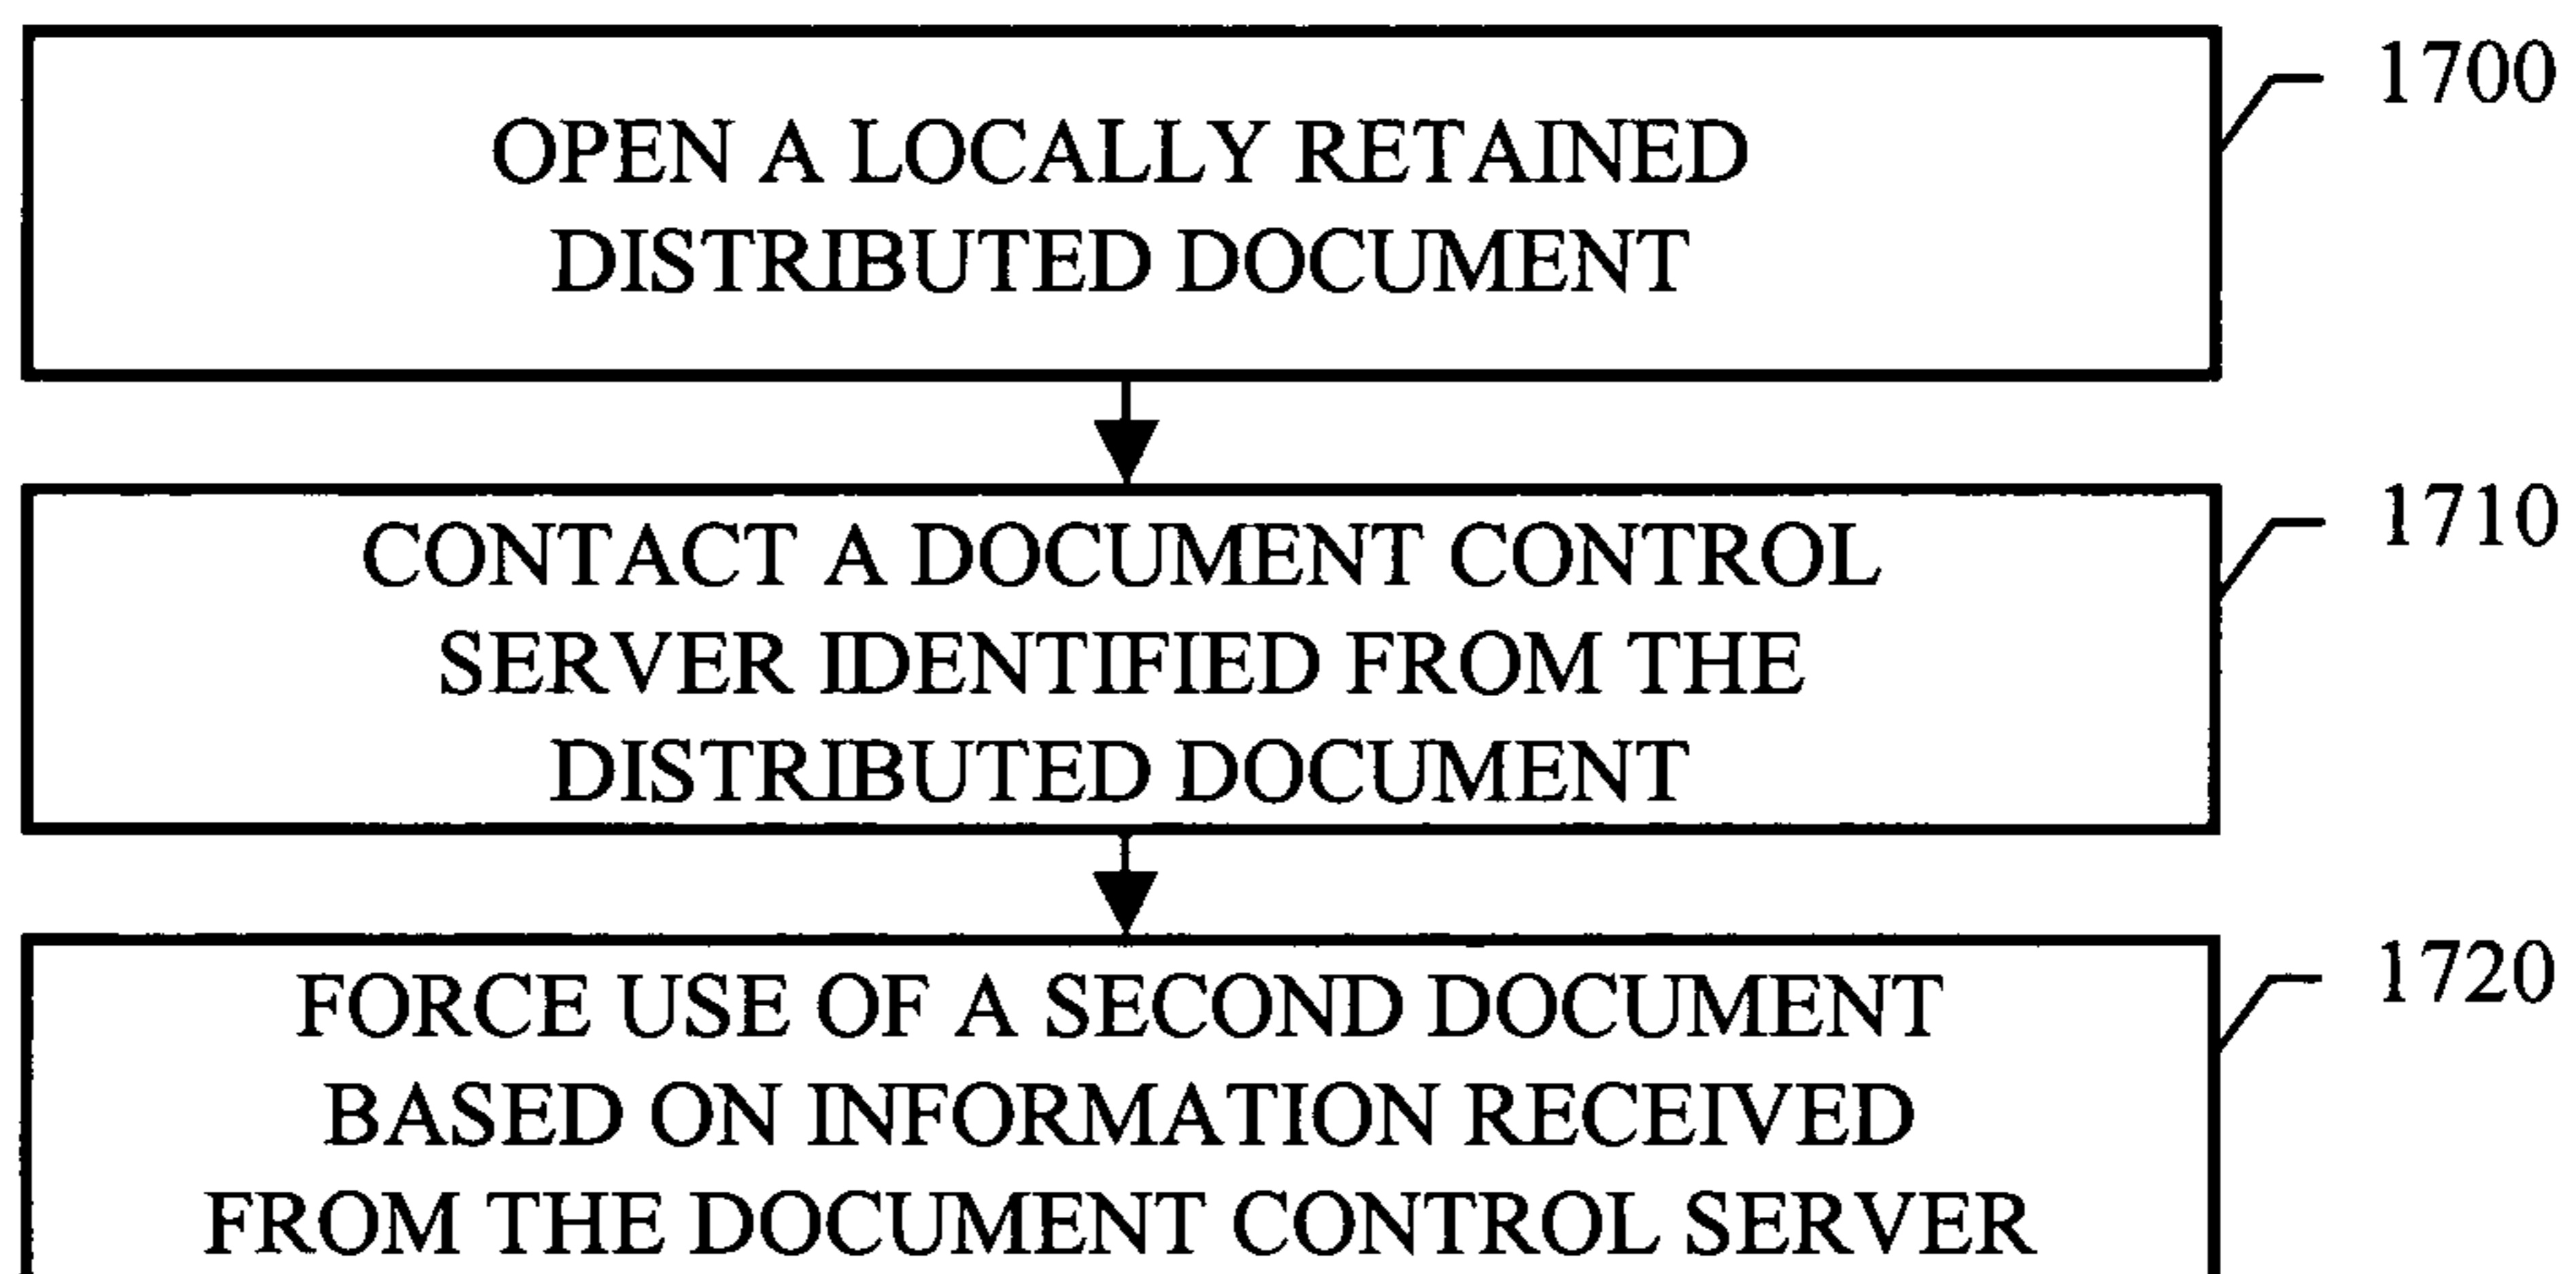 1700
OPEN A LOCALLY RETAINED
DISTRIBUTED DOCUMENT
1710
CONTACT A DOCUMENT CONTROL
SERVER IDENTIFIED FROM THE
DISTRIBUTED DOCUMENT
1720
FORCE USE OF A SECOND DOCUMENT
BASED ON INFORMATION RECEIVED
FROM THE DOCUMENT CONTROL SERVER